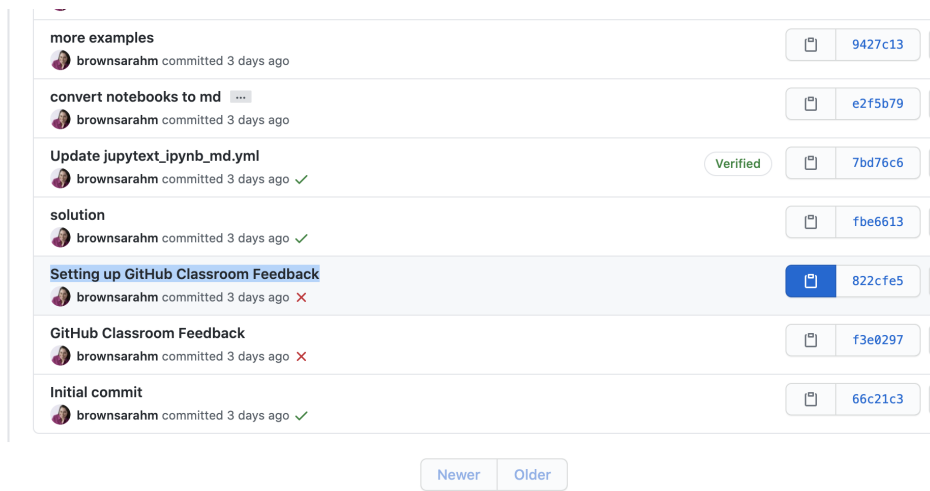 more examples
9427c13
brownsarahm committed 3 days ago
convert notebooks to md ...
e2f5b79
brownsarahm committed 3 days ago
Update jupytext_ipynb_md.yml
Verified
7bd76c6
brownsarahm committed 3 days ago
solution
fbe6613
brownsarahm committed 3 days ago
Setting up GitHub Classroom Feedback
822cfe5
brownsarahm committed 3 days ago
GitHub Classroom Feedback
f3e0297
brownsarahm committed 3 days ago
Initial commit
66c21c3
brownsarahm committed 3 days ago
Newer Older